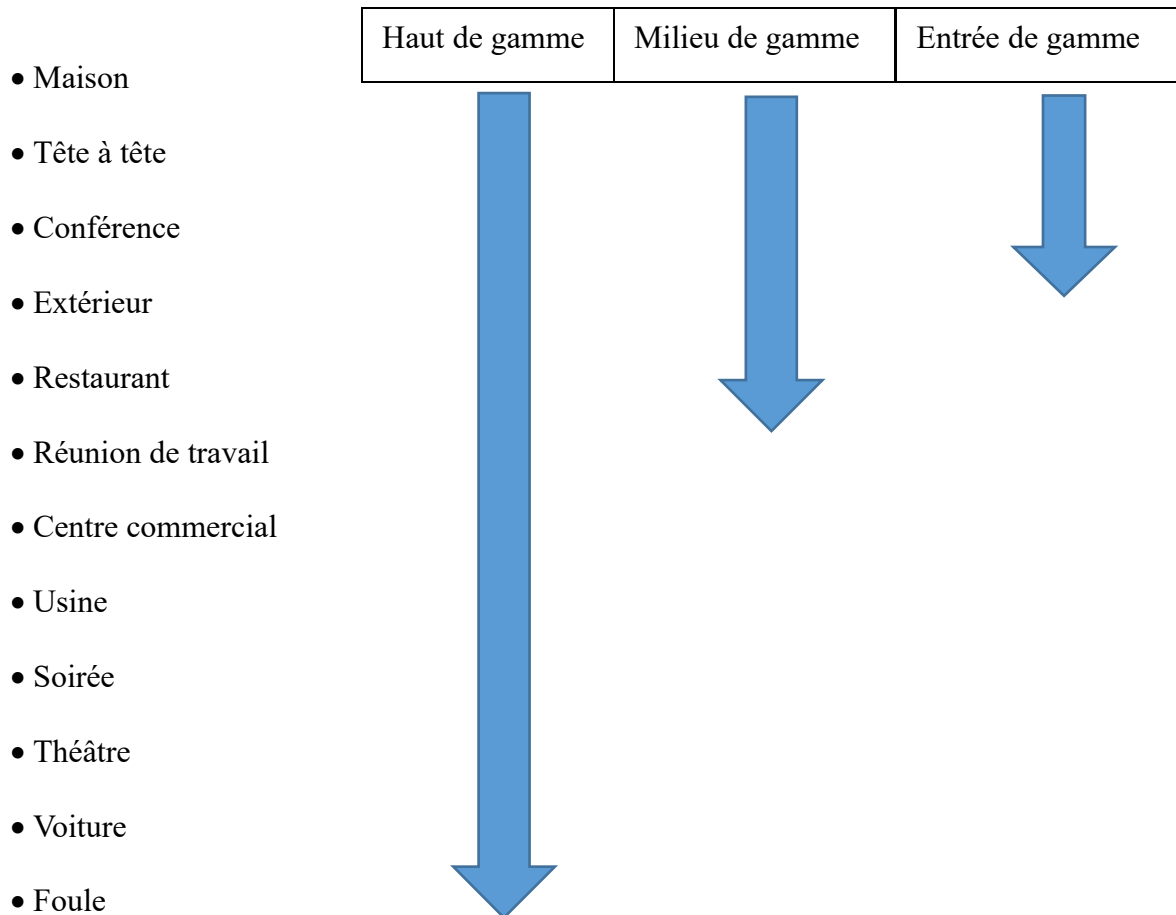 Haut de gamme Milieu de gamme Entrée de gamme
• Maison
• Tête à tête
• Conférence
• Extérieur
• Restaurant
• Réunion de travail
• Centre commercial
• Usine
• Soirée
• Théâtre
• Voiture
• Foule